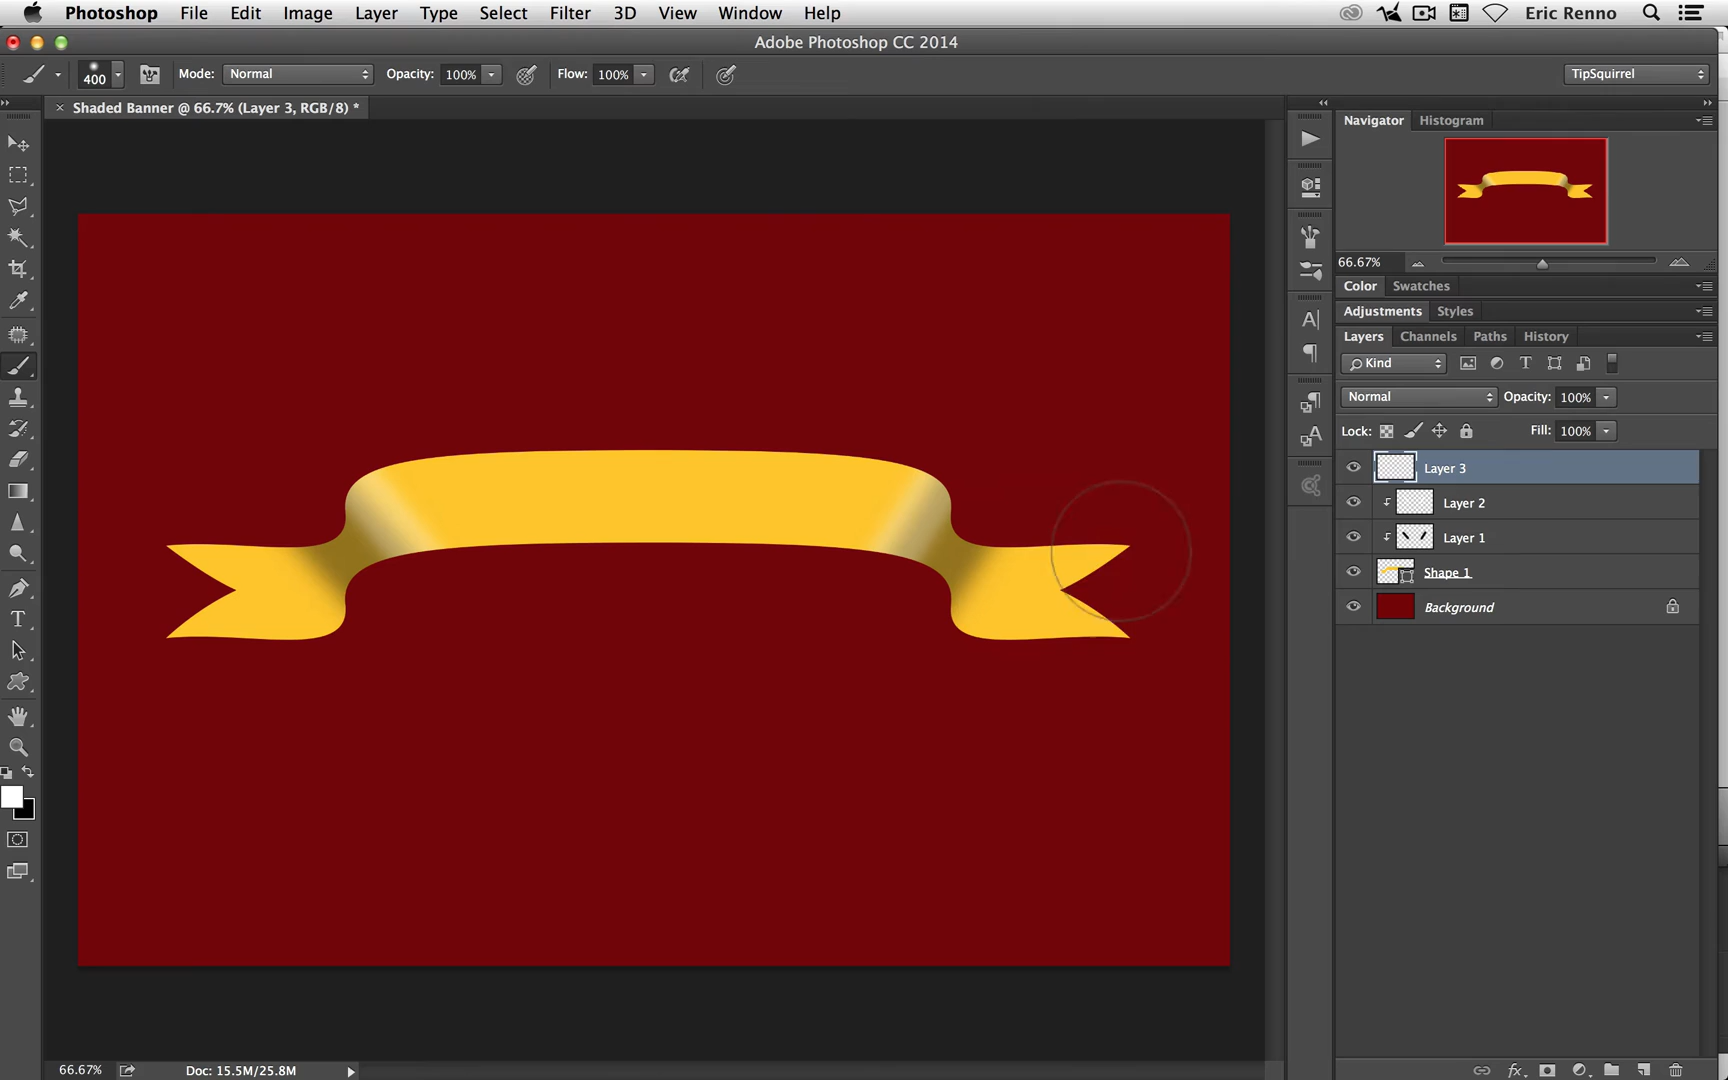 Photoshop File Edit Image Layer Type Select Filter 3D View Window Help Eric Renno
Adobe Photoshop CC 2014
400 Mode: Normal Opacity: 100% Flow: 100% TipSquirrel
Shaded Banner @ 66.7% (Layer 3, RGB/8) *
Navigator Histogram
66.67%
Color Swatches
Adjustments Styles
Layers Channels Paths History
Kind
Normal Opacity: 100%
Lock: Fill: 100%
Layer 3
Layer 2
Layer 1
Shape 1
Background
66.67% Doc: 15.5M/25.8M